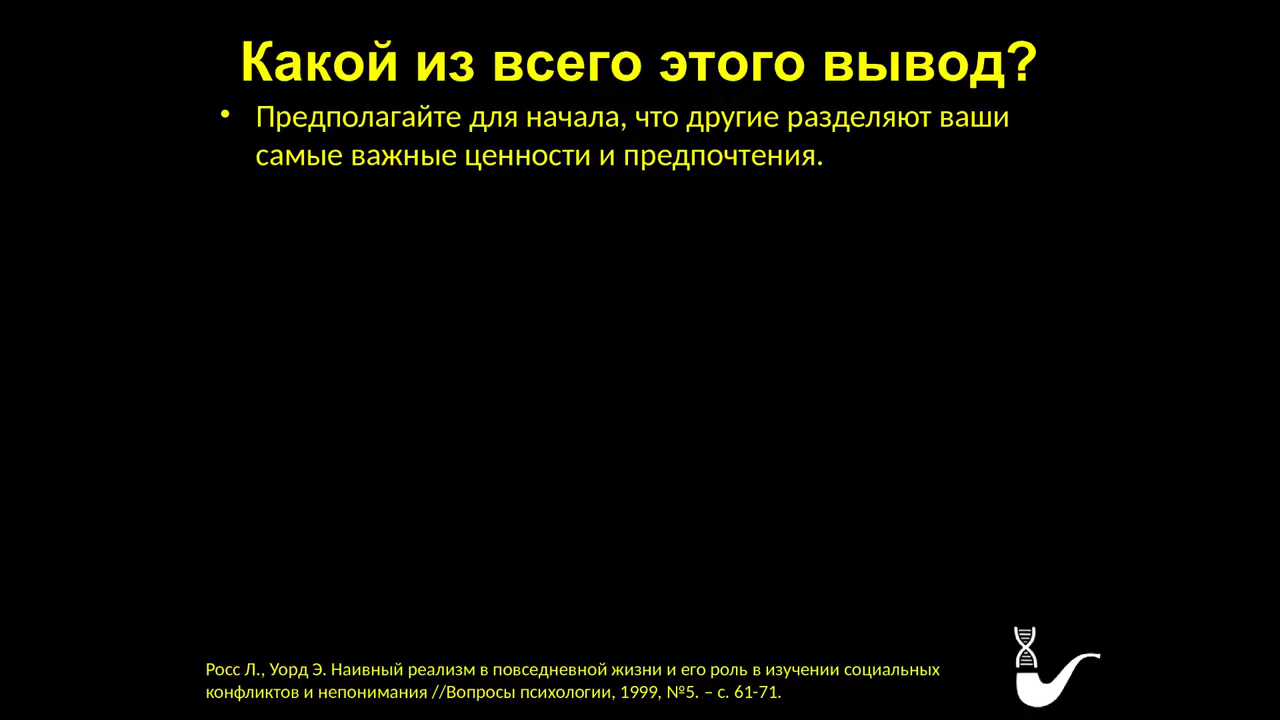 Какой из всего этого вывод?
• Предполагайте для начала, что другие разделяют ваши
самые важные ценности и предпочтения.
Росс Л., Уорд Э. Наивный реализм в повседневной жизни и его роль в изучении социальных
конфликтов и непонимания //Вопросы психологии, 1999, №5. – с. 61-71.